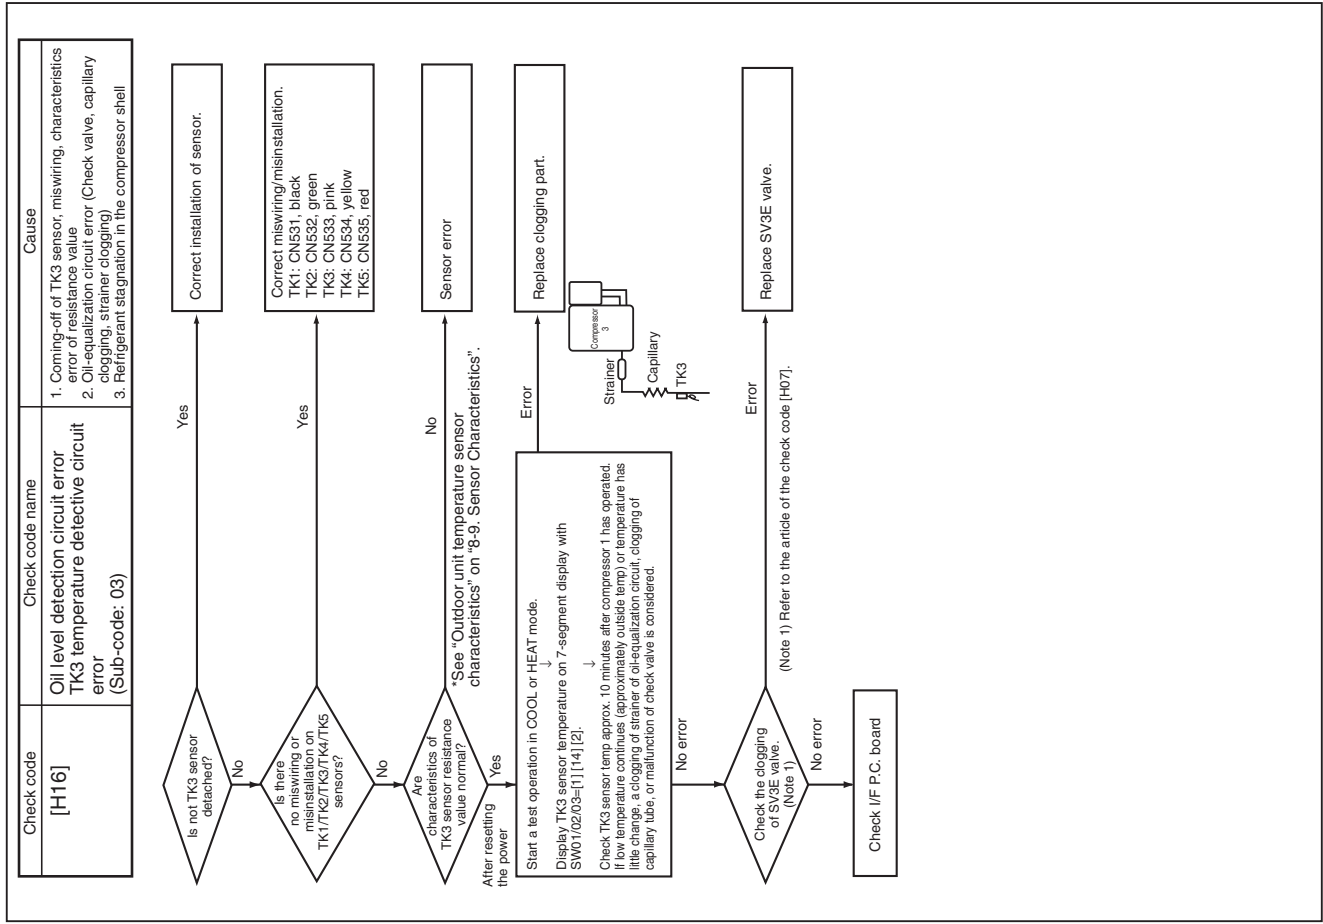 Check code
Check code name
Cause
[H16]
Oil level detection circuit error
TK3 temperature detective circuit
error
(Sub-code: 03)
1. Coming-off of TK3 sensor, miswiring, characteristics
error of resistance value
2. Oil-equalization circuit error (Check valve, capillary
clogging, strainer clogging)
3. Refrigerant stagnation in the compressor shell
Is not TK3 sensor
detached?
Yes
Correct installation of sensor.
No
Is there
no miswiring or
misinstallation on
TK1/TK2/TK3/TK4/TK5
sensors?
Yes
Correct miswiring/misinstallation.
TK1: CN531, black
TK2: CN532, green
TK3: CN533, pink
TK4: CN534, yellow
TK5: CN535, red
No
Are
characteristics of
TK3 sensor resistance
value normal?
No
Sensor error
*See “Outdoor unit temperature sensor
characteristics” on “8-9. Sensor Characteristics”.
Yes
After resetting
the power
Start a test operation in COOL or HEAT mode.
↓
Display TK3 sensor temperature on 7-segment display with
SW01/02/03=[1] [14] [2].
↓
Check TK3 sensor temp approx. 10 minutes after compressor 1 has operated.
If low temperature continues (approximately outside temp) or temperature has
little change, a clogging of strainer of oil-equalization circuit, clogging of
capillary tube, or malfunction of check valve is considered.
Error
Replace clogging part.
Compressor
3
Strainer
Capillary
TK3
No error
Check the clogging
of SV3E valve.
(Note 1)
Error
Replace SV3E valve.
(Note 1) Refer to the article of the check code [H07].
No error
Check I/F P.C. board